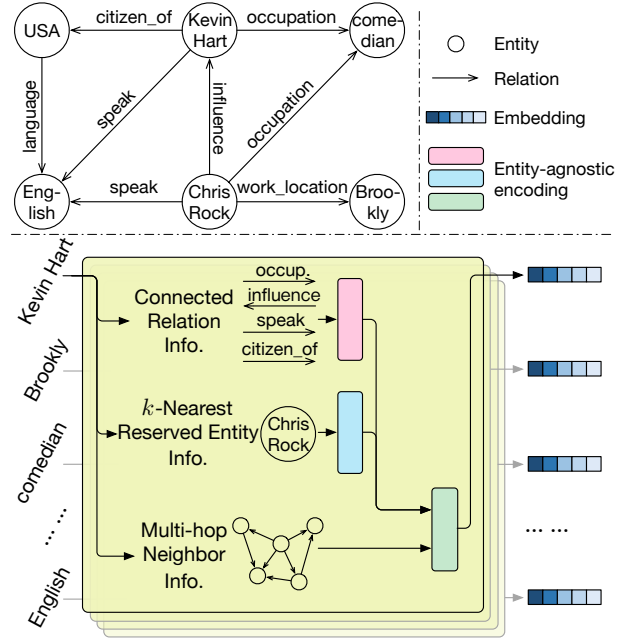 USA
citizen_of
Kevin
Hart
occupation
come-
dian
language
speak
influence
occupation
Eng-
lish
speak
Chris
Rock
work_location
Broo-
kly
Entity
Relation
Embedding
Entity-agnostic
encoding
Kevin Hart
Brookly
comedian
... ...
English
Connected
Relation
Info.
occup.
influence
speak
citizen_of
k-Nearest
Reserved Entity
Info.
Chris
Rock
Multi-hop
Neighbor
Info.
... ...